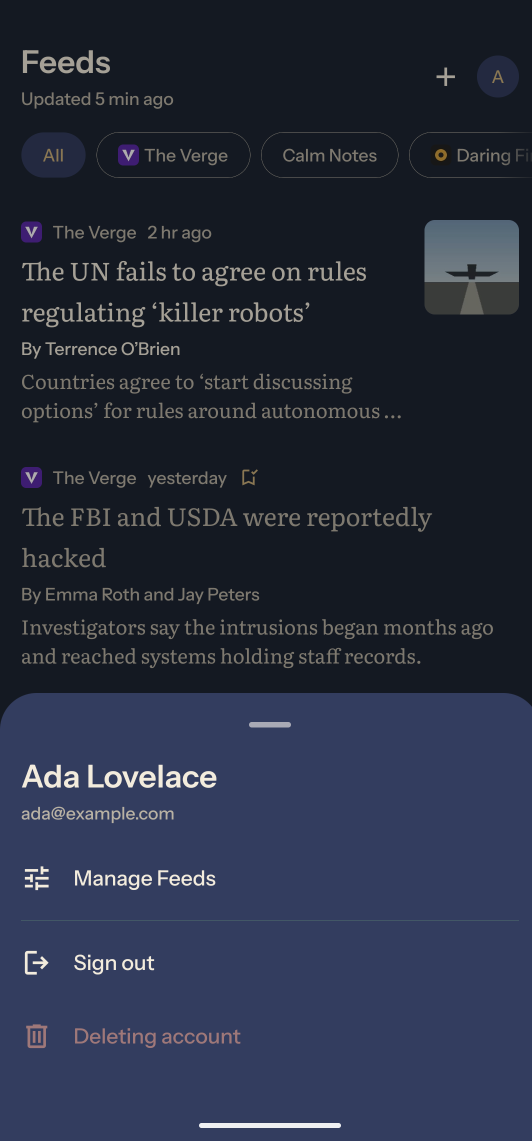 Feeds
Updated 5 min ago
A
All
The Verge
Calm Notes
Daring Fi
The Verge 2 hr ago
The UN fails to agree on rules
regulating ‘killer robots’
By Terrence O’Brien
Countries agree to ‘start discussing
options’ for rules around autonomous ...
The Verge yesterday
The FBI and USDA were reportedly
hacked
By Emma Roth and Jay Peters
Investigators say the intrusions began months ago
and reached systems holding staff records.
Ada Lovelace
ada@example.com
Manage Feeds
Sign out
Deleting account